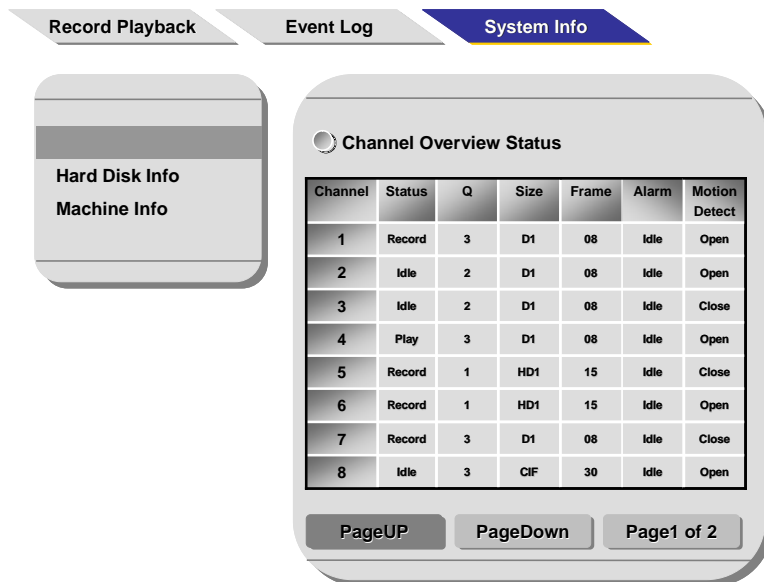 Record Playback Event Log System Info
Hard Disk Info
Machine Info
Channel Overview Status
Channel Status Q Size Frame Alarm Motion Detect
1 Record 3 D1 08 Idle Open
2 Idle 2 D1 08 Idle Open
3 Idle 2 D1 08 Idle Close
4 Play 3 D1 08 Idle Open
5 Record 1 HD1 15 Idle Close
6 Record 1 HD1 15 Idle Open
7 Record 3 D1 08 Idle Close
8 Idle 3 CIF 30 Idle Open
PageUP PageDown Page1 of 2